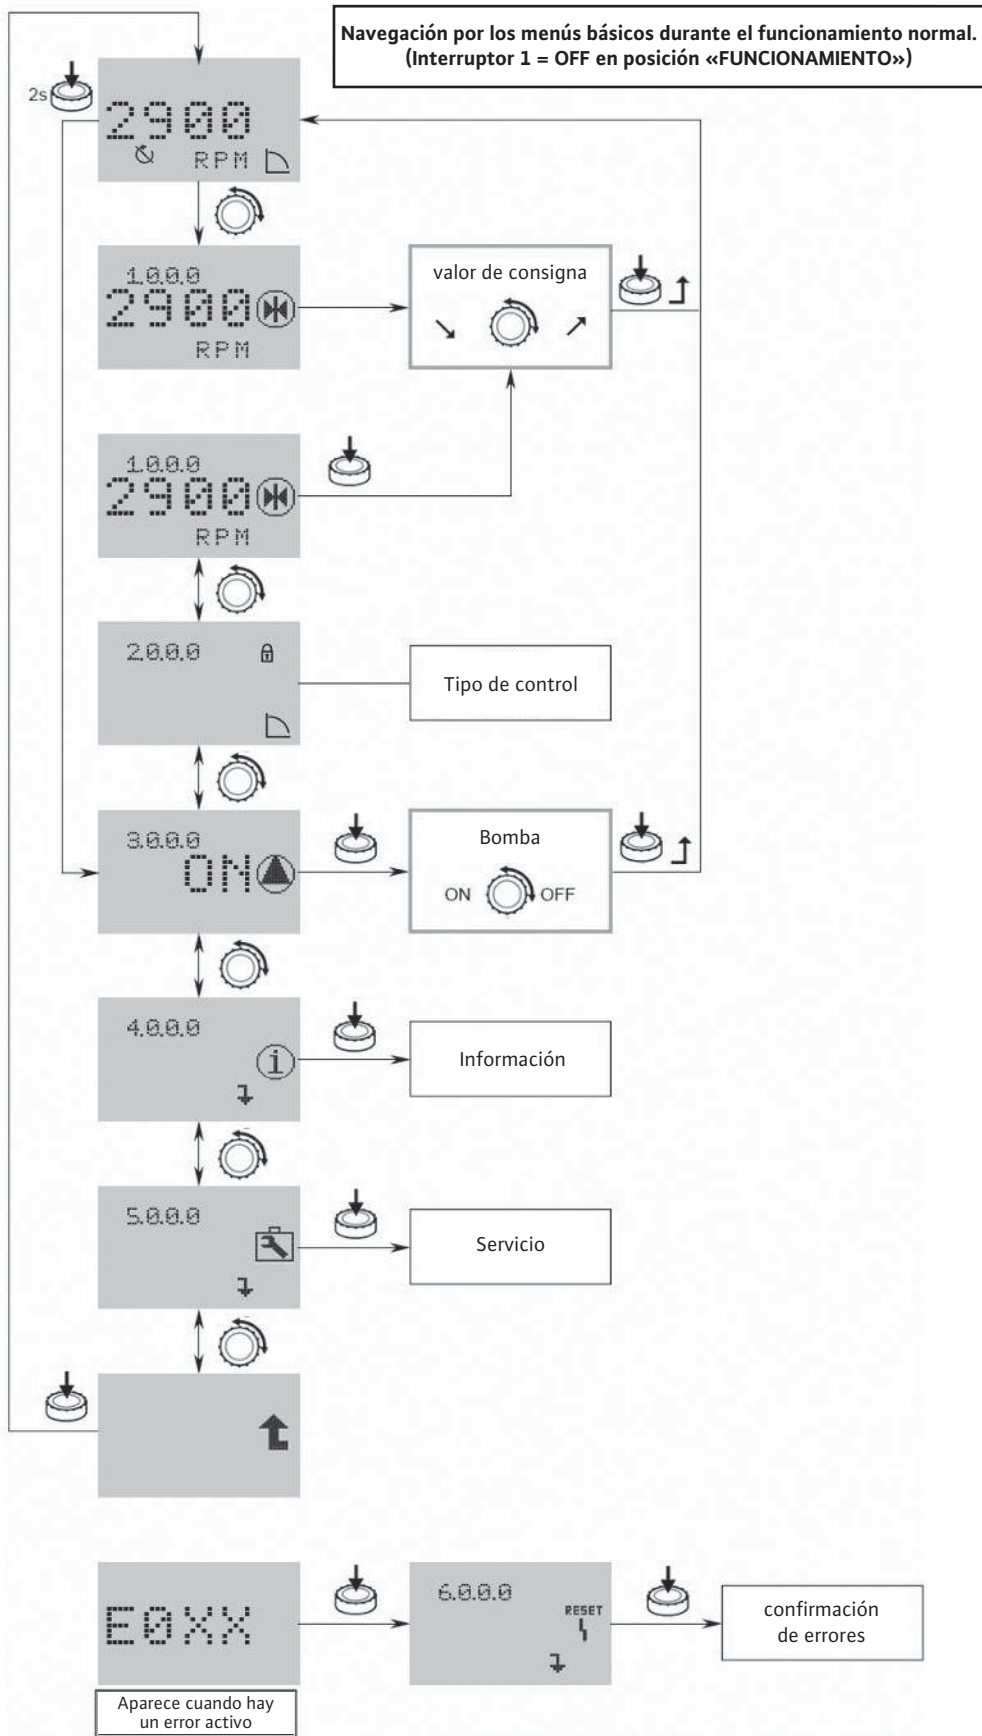 Navegación por los menús básicos durante el funcionamiento normal.
(Interruptor 1 = OFF en posición «FUNCIONAMIENTO»)
2s
2900
RPM
1.0.0.0
2900
RPM
valor de consigna
1.0.0.0
2900
RPM
2.0.0.0
Tipo de control
3.0.0.0
ON
Bomba
ON OFF
4.0.0.0
i
Información
5.0.0.0
Servicio
E0XX
6.0.0.0
RESET
confirmación
de errores
Aparece cuando hay
un error activo